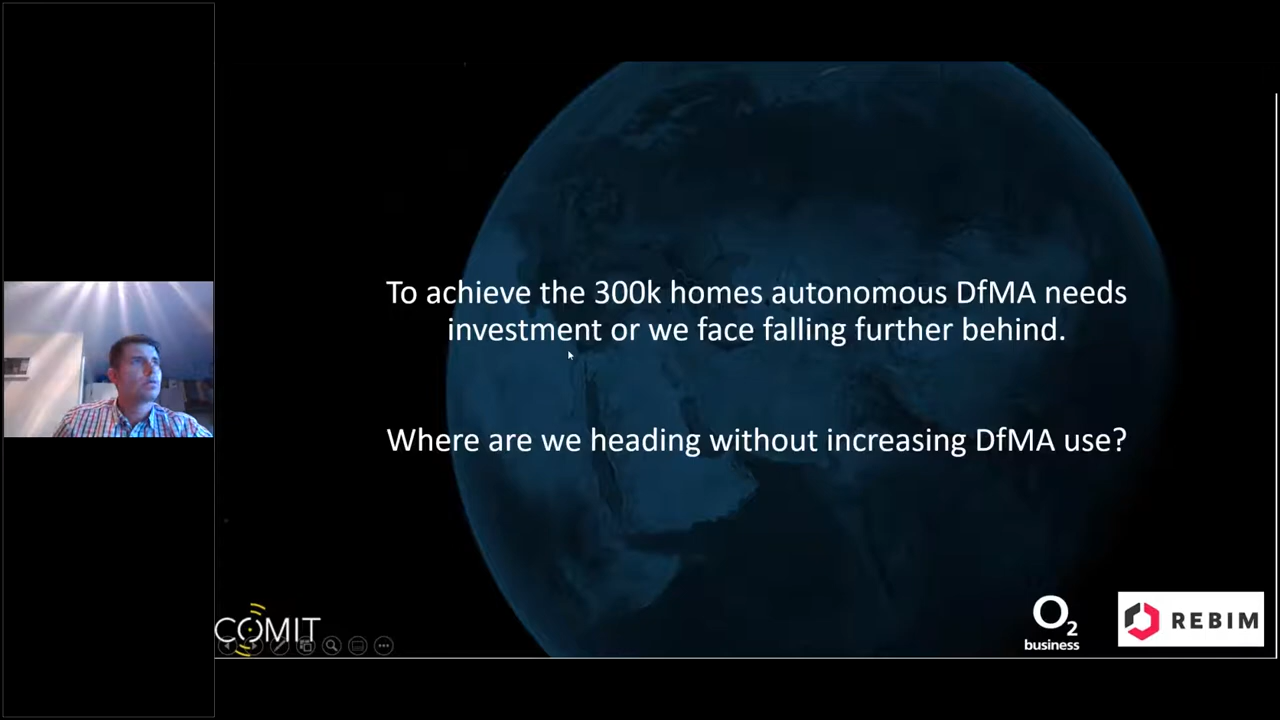 To achieve the 300k homes autonomous DfMA needs
investment or we face falling further behind.
Where are we heading without increasing DfMA use?
COMIT
O2
business
REBIM